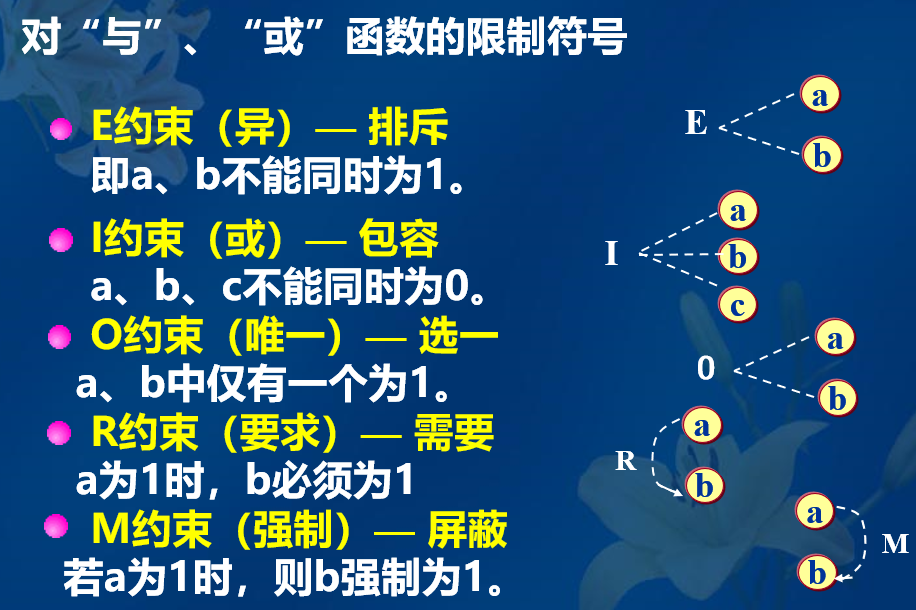 对“与”、“或”函数的限制符号
E约束（异）— 排斥
即a、b不能同时为1。
I约束（或）— 包容
a、b、c不能同时为0。
O约束（唯一）— 选一
a、b中仅有一个为1。
R约束（要求）— 需要
a为1时，b必须为1
M约束（强制）— 屏蔽
若a为1时，则b强制为1。
E
a
b
I
a
b
c
0
a
b
R
a
b
M
a
b